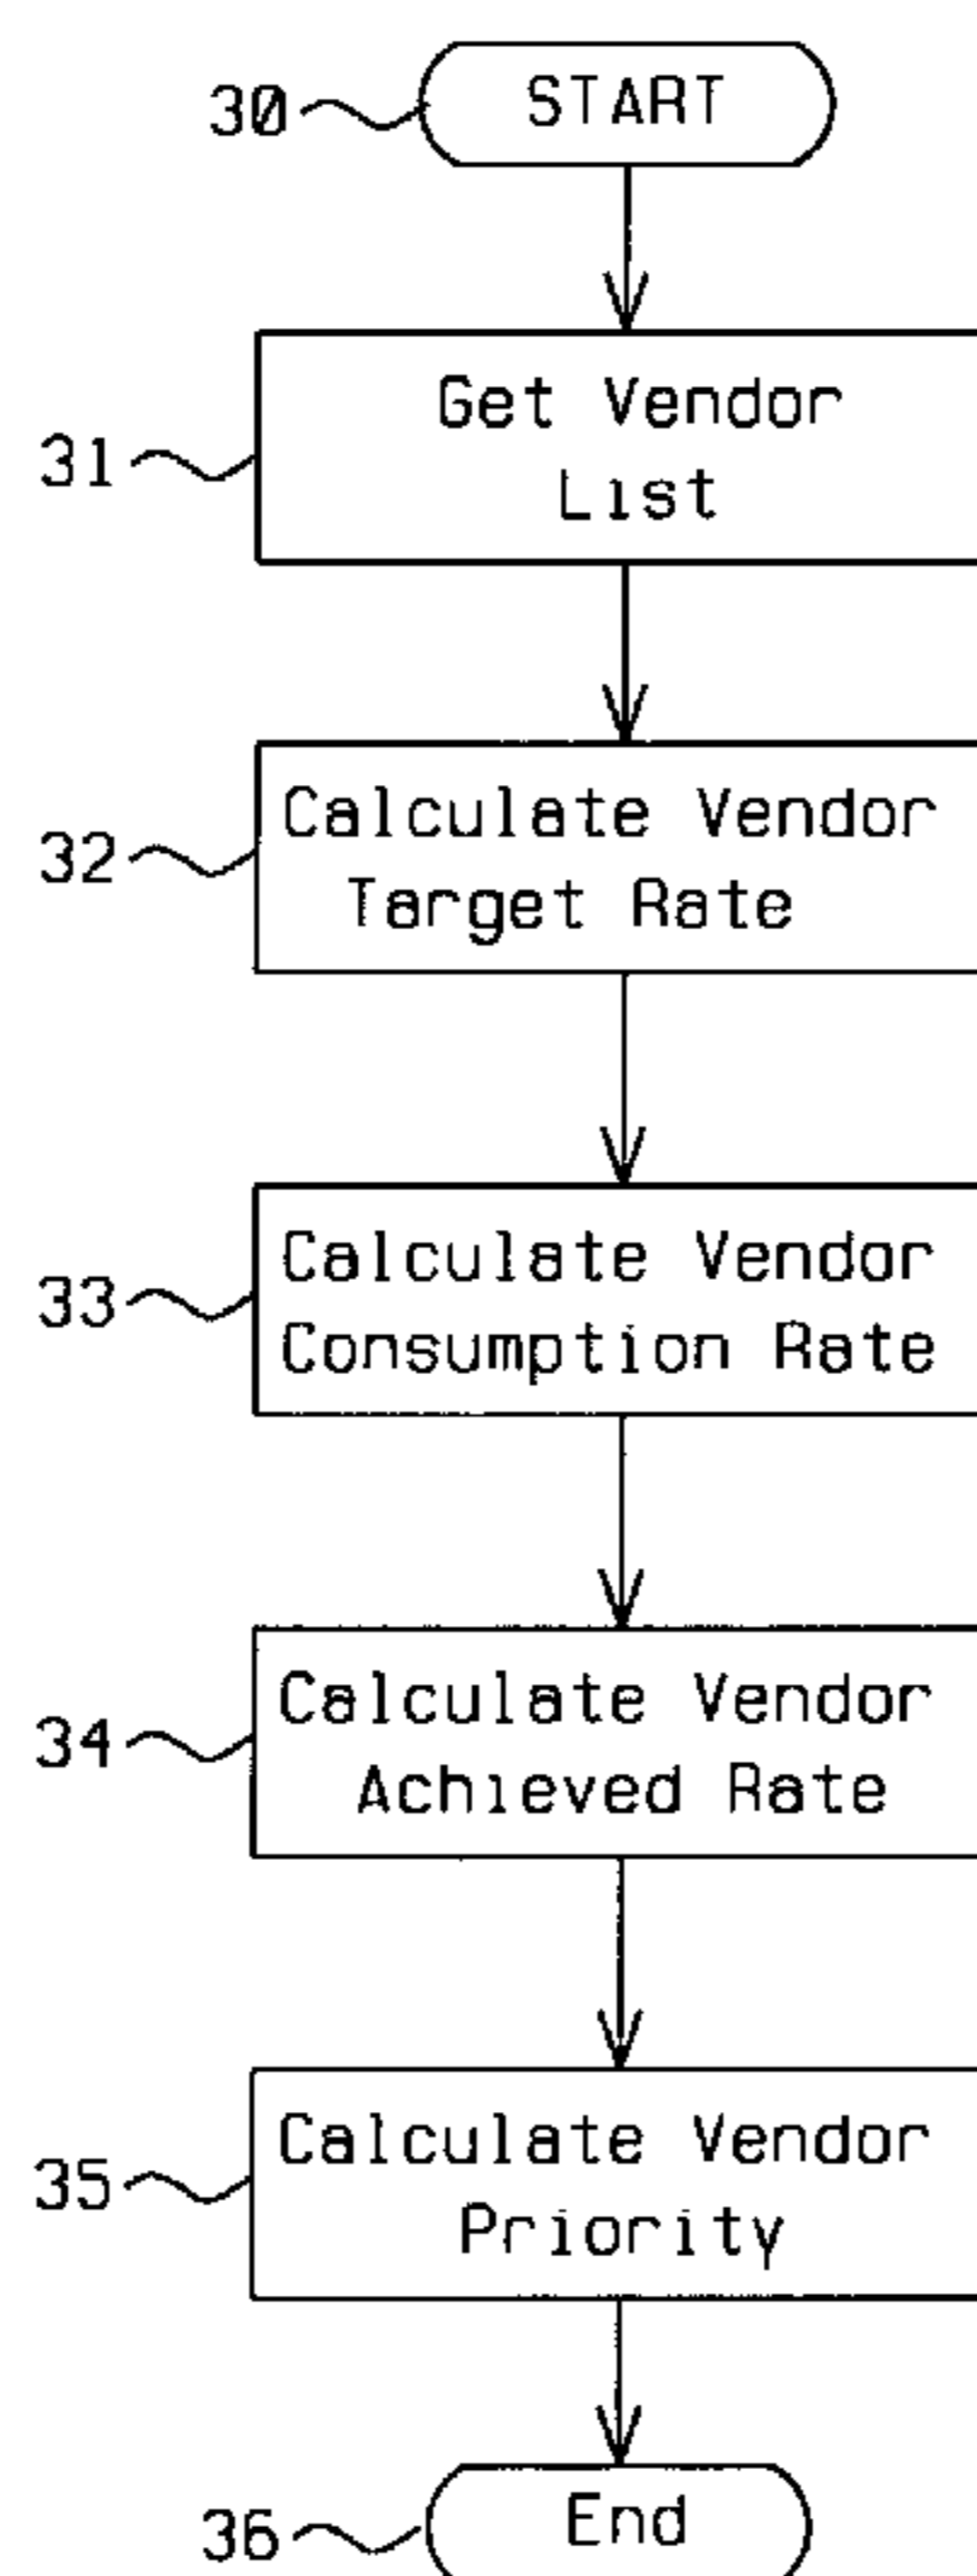 30 START
31 Get Vendor
List
32 Calculate Vendor
Target Rate
33 Calculate Vendor
Consumption Rate
34 Calculate Vendor
Achieved Rate
35 Calculate Vendor
Priority
36 End